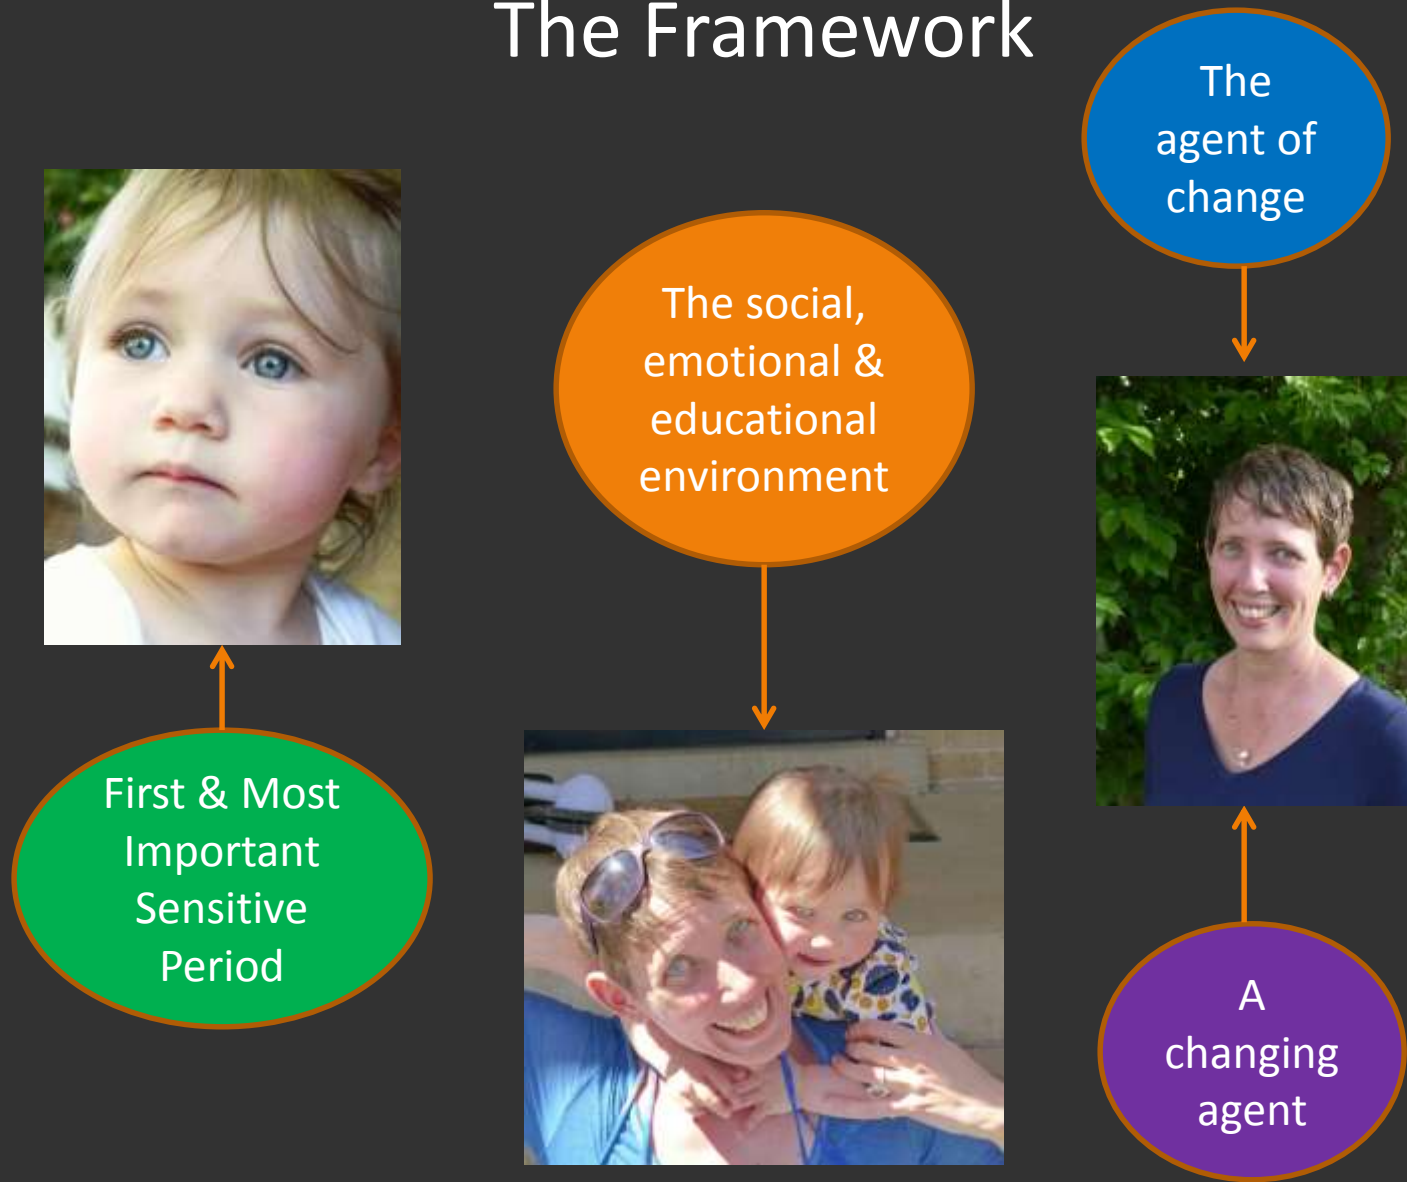 The Framework
The
agent of
change
The social,
emotional &
educational
environment
First & Most
Important
Sensitive
Period
A
changing
agent